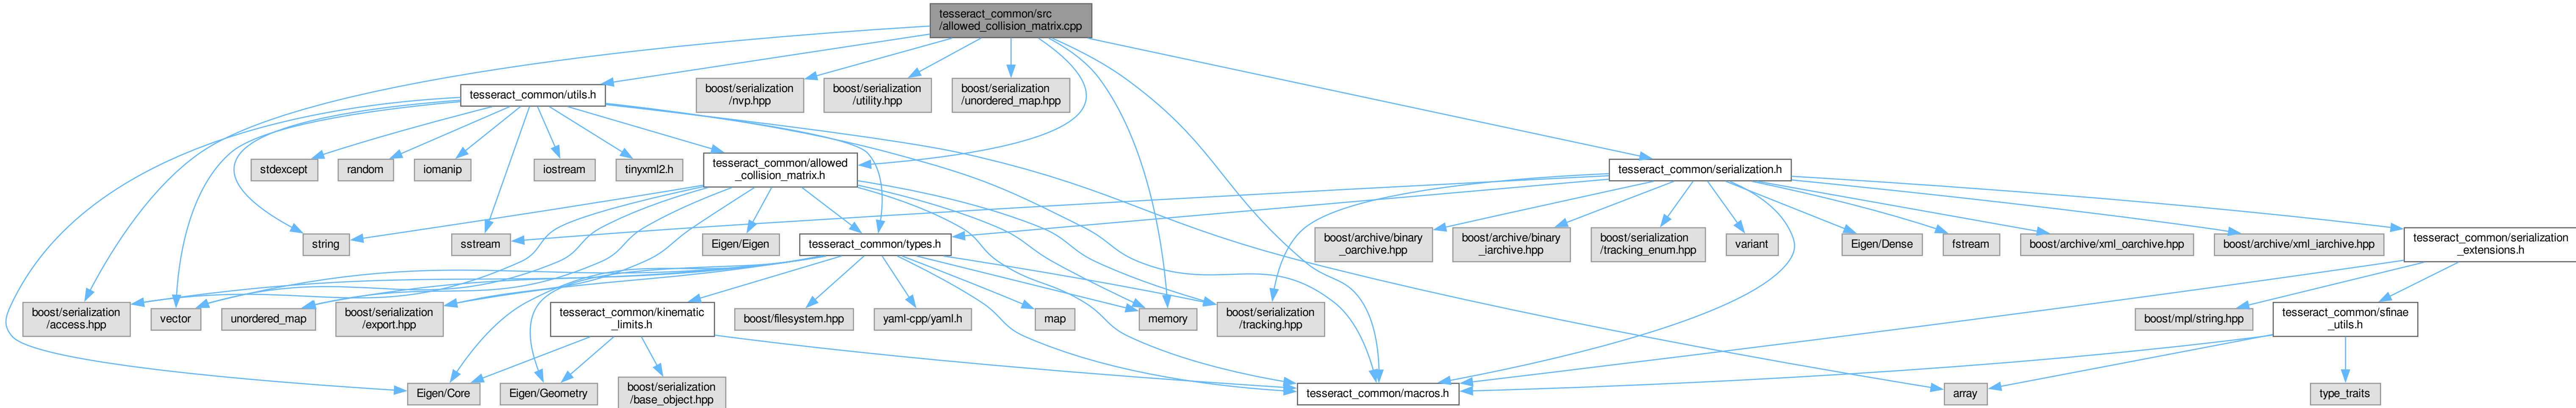 tesseract_common/src
/allowed_collision_matrix.cpp
tesseract_common/utils.h
boost/serialization
/nvp.hpp
boost/serialization
/utility.hpp
boost/serialization
/unordered_map.hpp
stdexcept
random
iomanip
iostream
tinyxml2.h
tesseract_common/allowed
_collision_matrix.h
tesseract_common/serialization.h
string
sstream
Eigen/Eigen
tesseract_common/types.h
boost/archive/binary
_oarchive.hpp
boost/archive/binary
_iarchive.hpp
boost/serialization
/tracking_enum.hpp
variant
Eigen/Dense
fstream
boost/archive/xml_oarchive.hpp
boost/archive/xml_iarchive.hpp
tesseract_common/serialization
_extensions.h
boost/serialization
/access.hpp
vector
unordered_map
boost/serialization
/export.hpp
tesseract_common/kinematic
_limits.h
boost/filesystem.hpp
yaml-cpp/yaml.h
map
memory
boost/serialization
/tracking.hpp
boost/mpl/string.hpp
tesseract_common/sfinae
_utils.h
Eigen/Core
Eigen/Geometry
boost/serialization
/base_object.hpp
tesseract_common/macros.h
array
type_traits